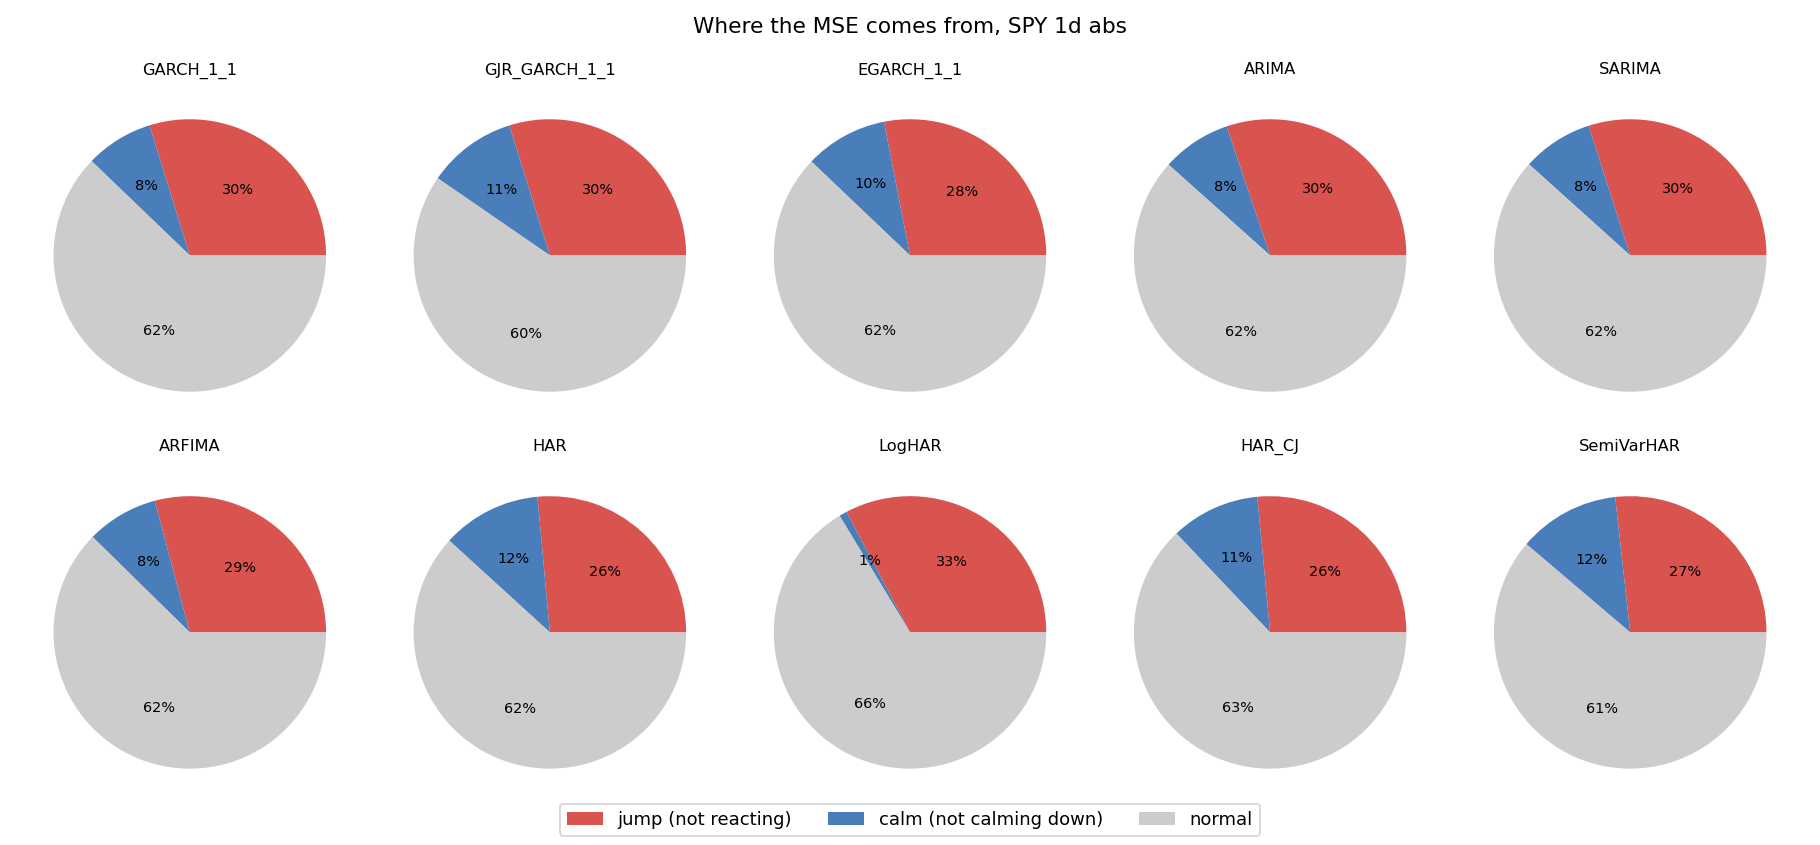 Where the MSE comes from, SPY 1d abs
GARCH_1_1
GJR_GARCH_1_1
EGARCH_1_1
ARIMA
SARIMA
8%
30%
62%
11%
30%
60%
10%
28%
62%
8%
30%
62%
8%
30%
62%
ARFIMA
HAR
LogHAR
HAR_CJ
SemiVarHAR
8%
29%
62%
12%
26%
62%
1%
33%
66%
11%
26%
63%
12%
27%
61%
jump (not reacting)
calm (not calming down)
normal